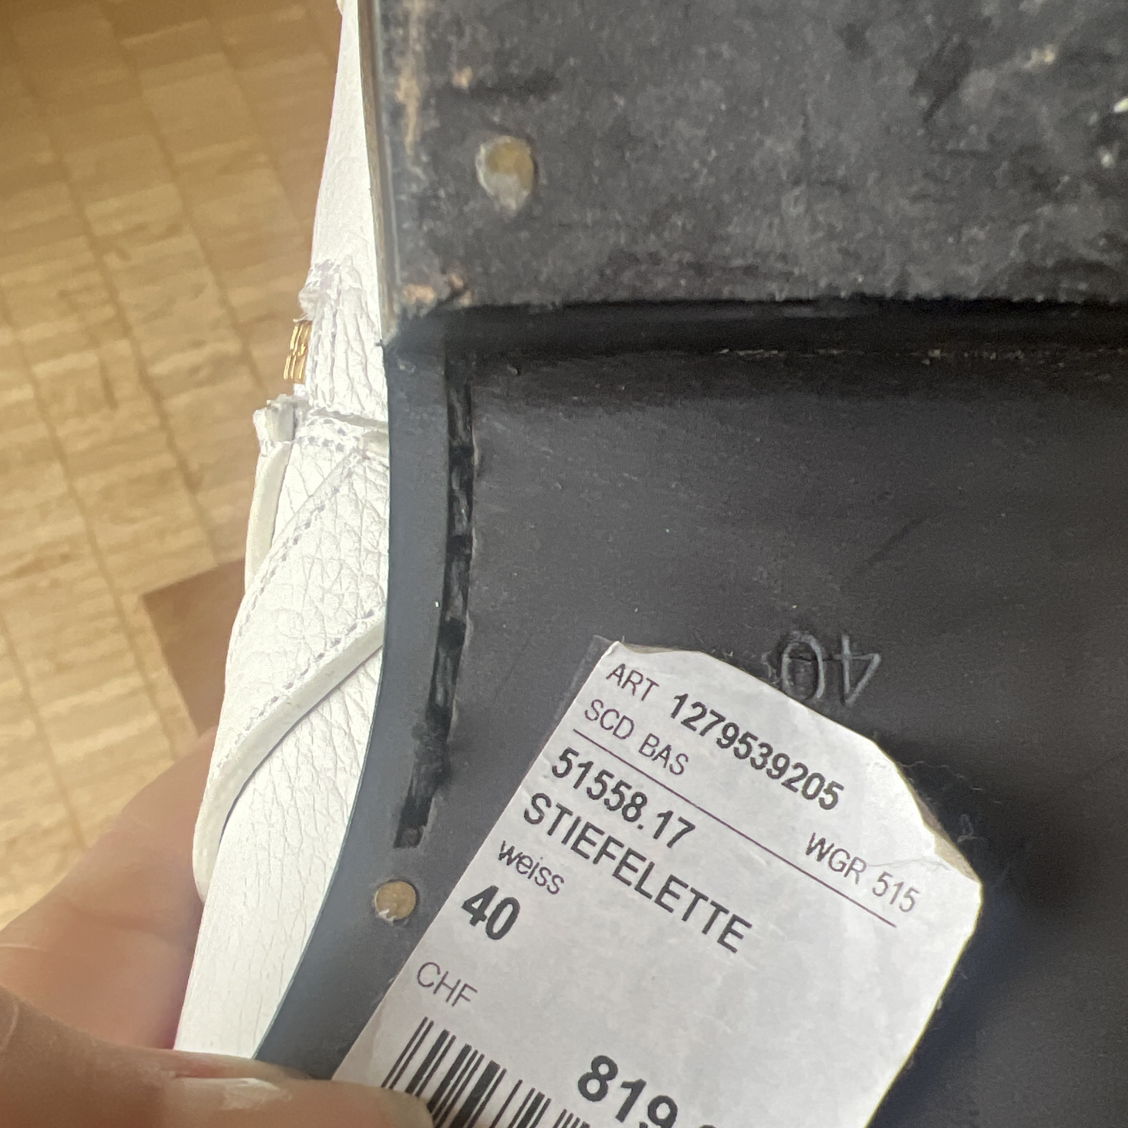 40
ART 1279539205
SCD BAS WGR 515
51558.17
STIEFELETTE
weiss
40
CHF
819